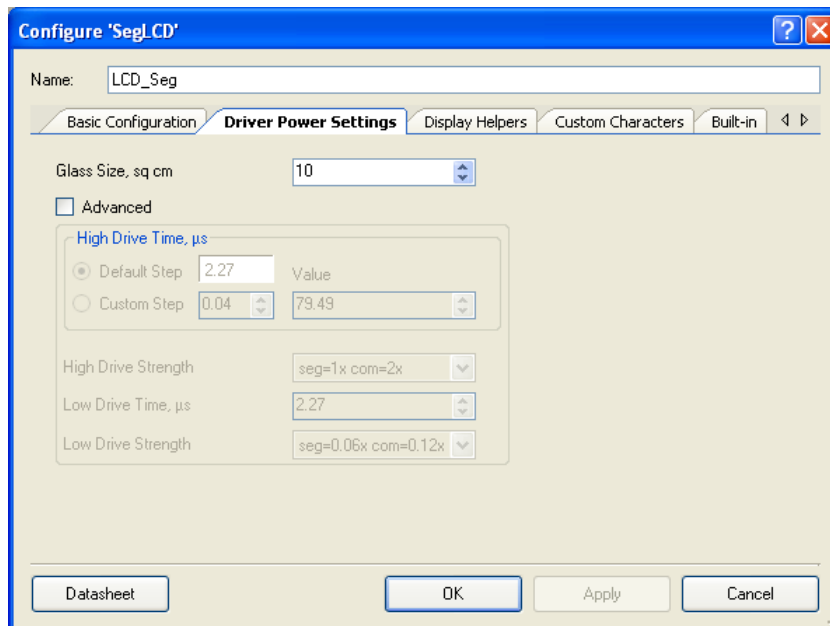 Configure 'SegLCD'
Name: LCD_Seg
Basic Configuration Driver Power Settings Display Helpers Custom Characters Built-in
Glass Size, sq cm 10
Advanced
High Drive Time, µs
Default Step 2.27 Value
Custom Step 0.04 79.49
High Drive Strength seg=1x com=2x
Low Drive Time, µs 2.27
Low Drive Strength seg=0.06x com=0.12x
Datasheet OK Apply Cancel